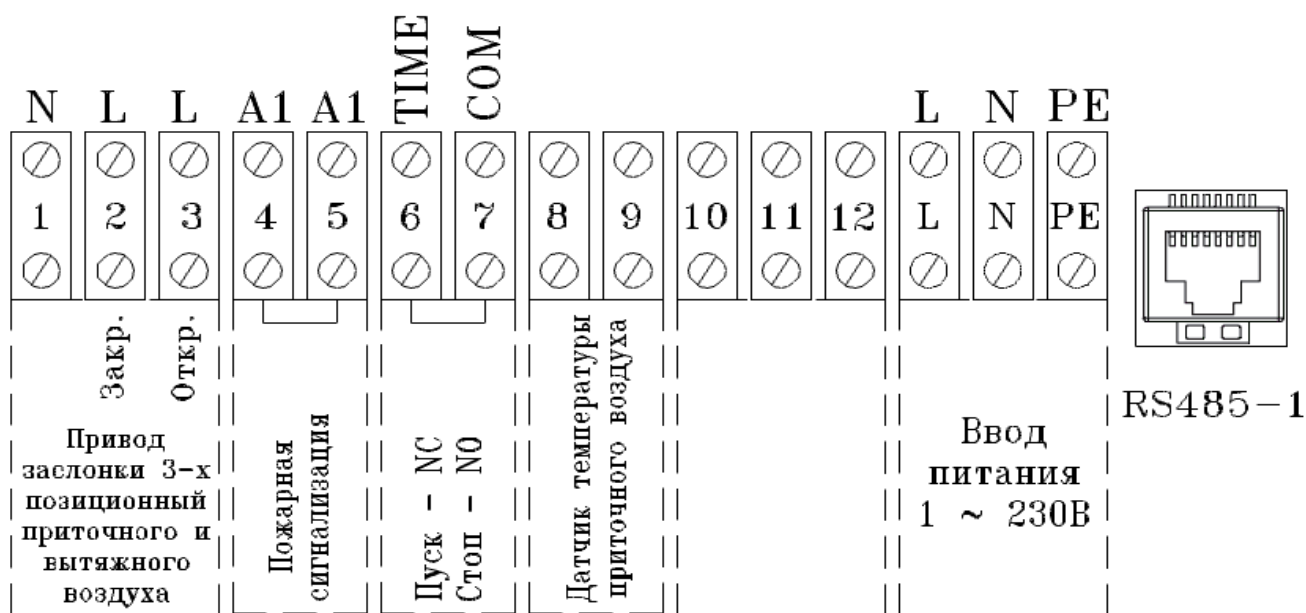 N L L A1 A1 TIME COM L N PE
1 2 3 4 5 6 7 8 9 10 11 12 L N PE
Закр.
Откр.
Привод
заслонки 3-х
позиционный
приточного и
вытяжного
воздуха
Пожарная
сигнализация
Пуск - NC
Стоп - NO
Датчик температуры
приточного воздуха
Ввод
питания
1 ~ 230В
RS485-1